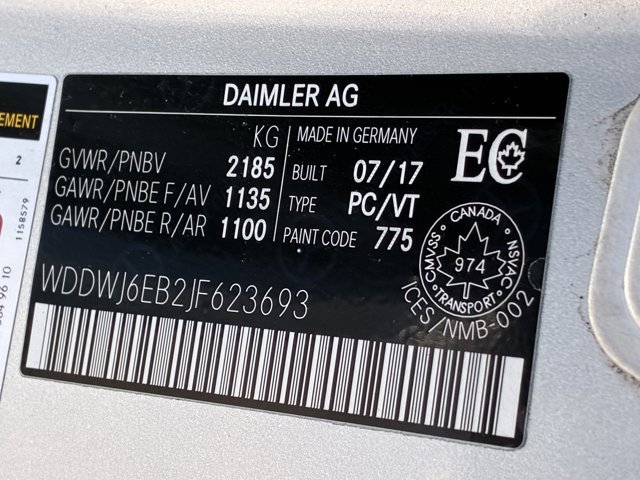 DAIMLER AG
KG
GVWR/PNBV 2185
GAWR/PNBE F/AV 1135
GAWR/PNBE R/AR 1100
MADE IN GERMANY
BUILT 07/17
TYPE PC/VT
PAINT CODE 775
EC
CANADA
CMVSS NSVAC
974
TRANSPORT
ICES/NMB-002
WDDWJ6EB2JF623693
EMENT
2
1158579